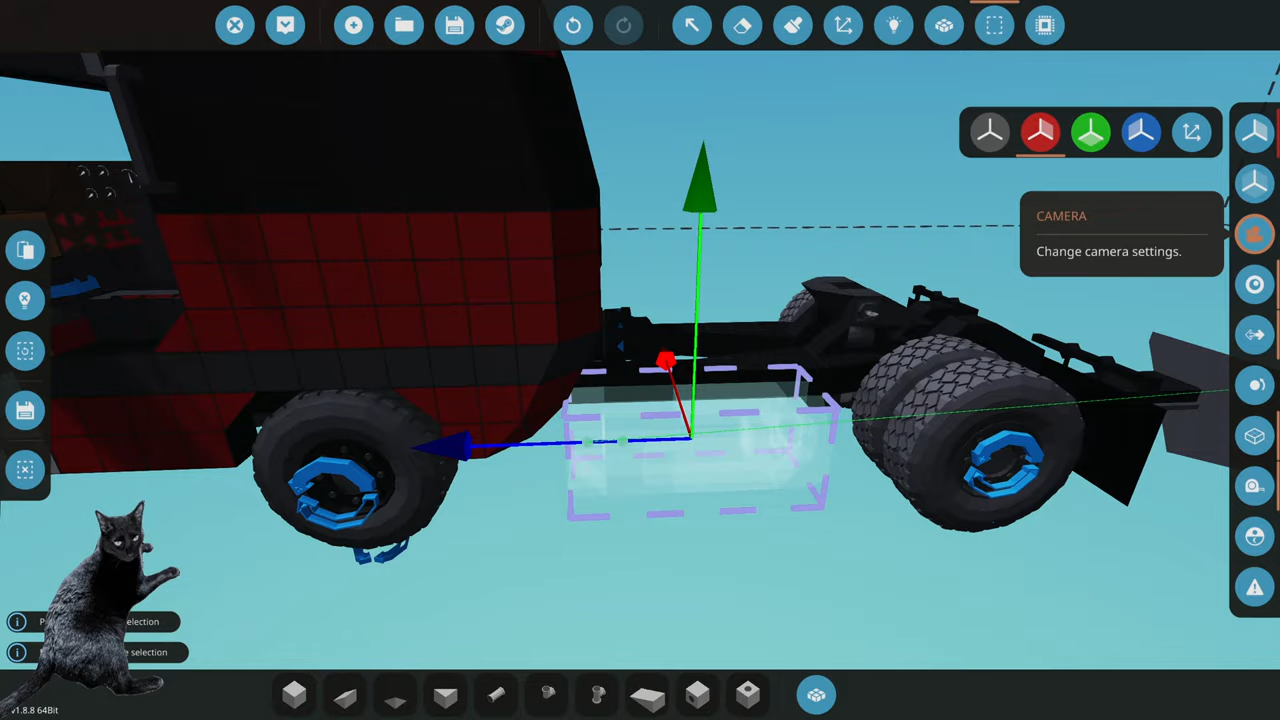 CAMERA
Change camera settings.
election
e selection
v1.8.8 64Bit